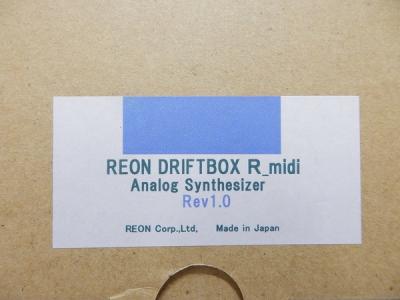 REON DRIFTBOX R_midi
Analog Synthesizer
Rev1.0
REON Corp.,Ltd, Made in Japan